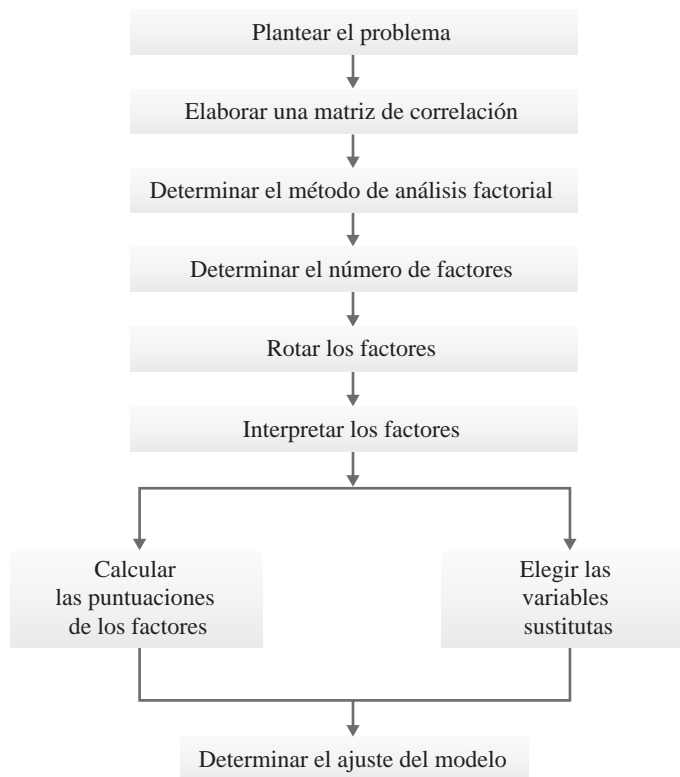 Plantear el problema
Elaborar una matriz de correlación
Determinar el método de análisis factorial
Determinar el número de factores
Rotar los factores
Interpretar los factores
Calcular
las puntuaciones
de los factores
Elegir las
variables
sustitutas
Determinar el ajuste del modelo